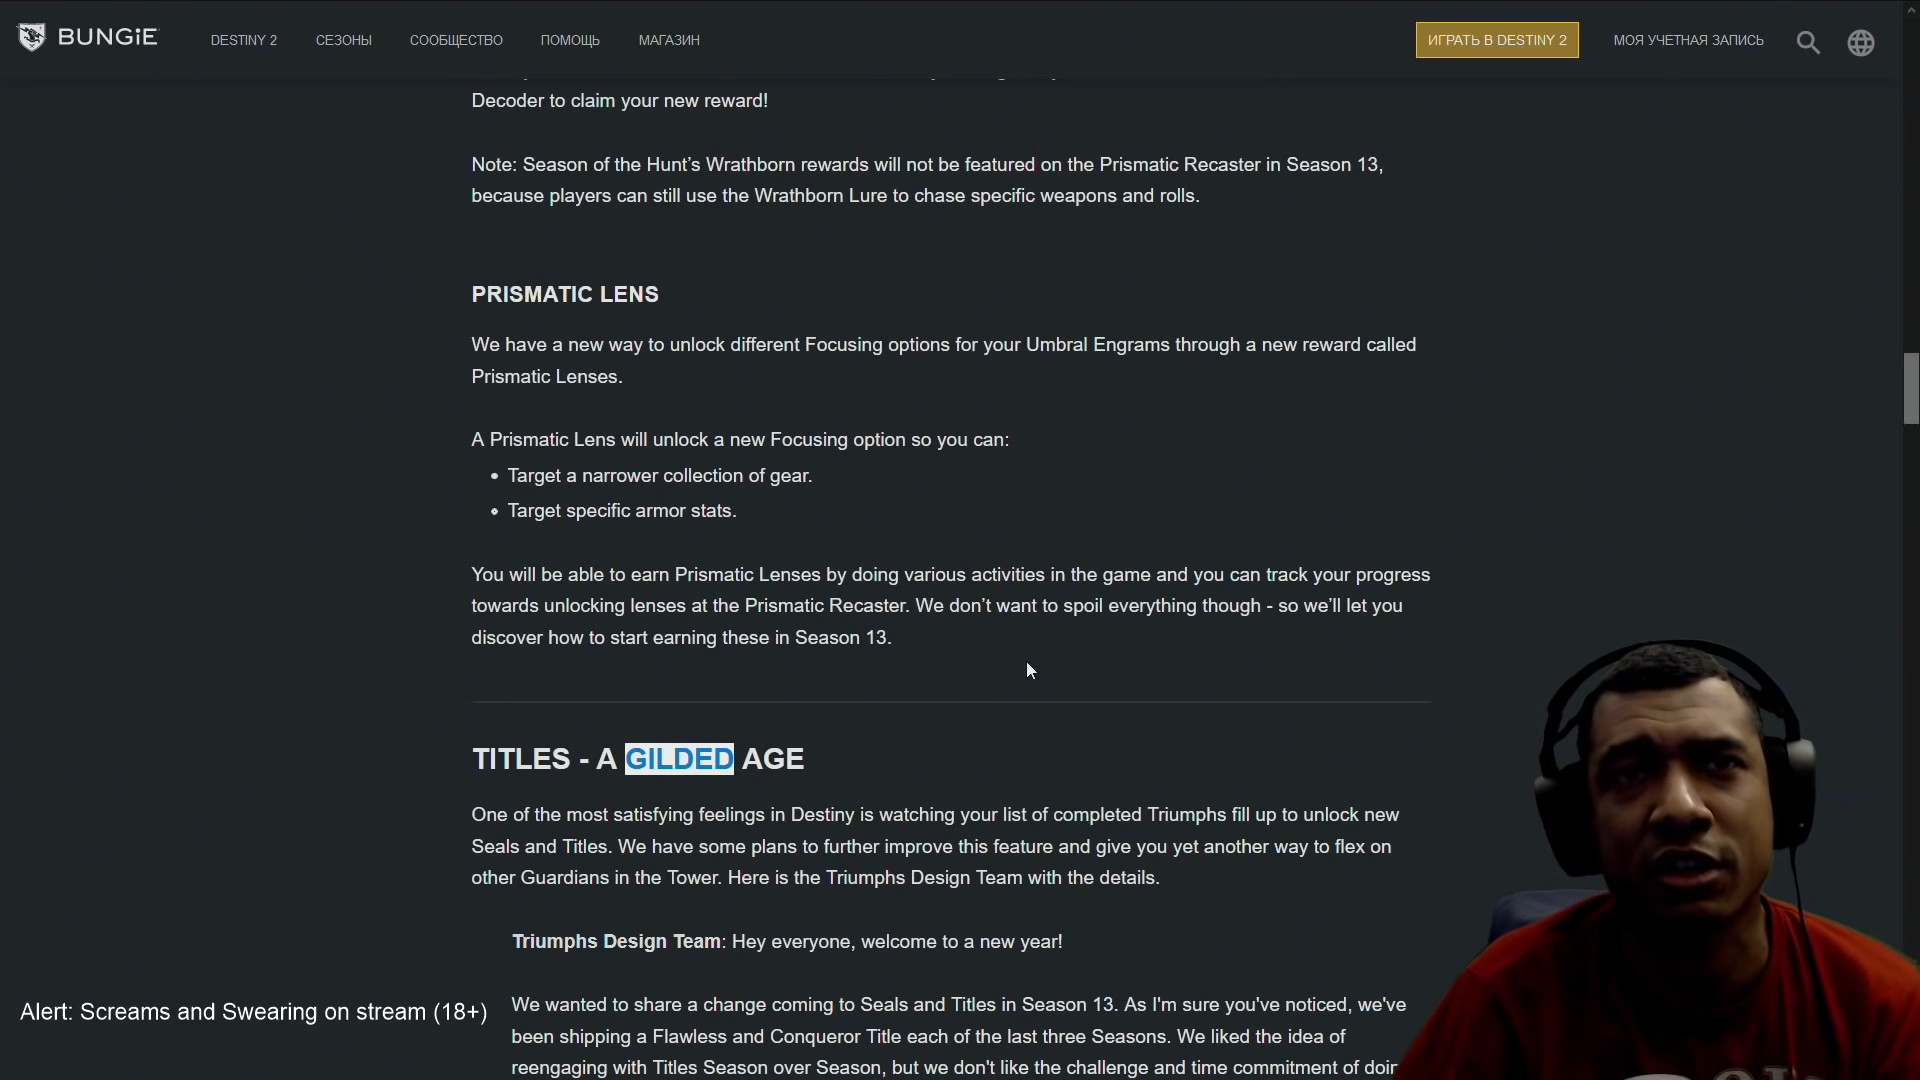 BUNGiE
DESTINY 2
СЕЗОНЫ
СООБЩЕСТВО
ПОМОЩЬ
МАГАЗИН
ИГРАТЬ В DESTINY 2
МОЯ УЧЕТНАЯ ЗАПИСЬ
Decoder to claim your new reward!
Note: Season of the Hunt’s Wrathborn rewards will not be featured on the Prismatic Recaster in Season 13,
because players can still use the Wrathborn Lure to chase specific weapons and rolls.
PRISMATIC LENS
We have a new way to unlock different Focusing options for your Umbral Engrams through a new reward called
Prismatic Lenses.
A Prismatic Lens will unlock a new Focusing option so you can:
• Target a narrower collection of gear.
• Target specific armor stats.
You will be able to earn Prismatic Lenses by doing various activities in the game and you can track your progress
towards unlocking lenses at the Prismatic Recaster. We don’t want to spoil everything though - so we’ll let you
discover how to start earning these in Season 13.
TITLES - A GILDED AGE
One of the most satisfying feelings in Destiny is watching your list of completed Triumphs fill up to unlock new
Seals and Titles. We have some plans to further improve this feature and give you yet another way to flex on
other Guardians in the Tower. Here is the Triumphs Design Team with the details.
Triumphs Design Team: Hey everyone, welcome to a new year!
We wanted to share a change coming to Seals and Titles in Season 13. As I'm sure you've noticed, we've
been shipping a Flawless and Conqueror Title each of the last three Seasons. We liked the idea of
reengaging with Titles Season over Season, but we don't like the challenge and time commitment of
Alert: Screams and Swearing on stream (18+)